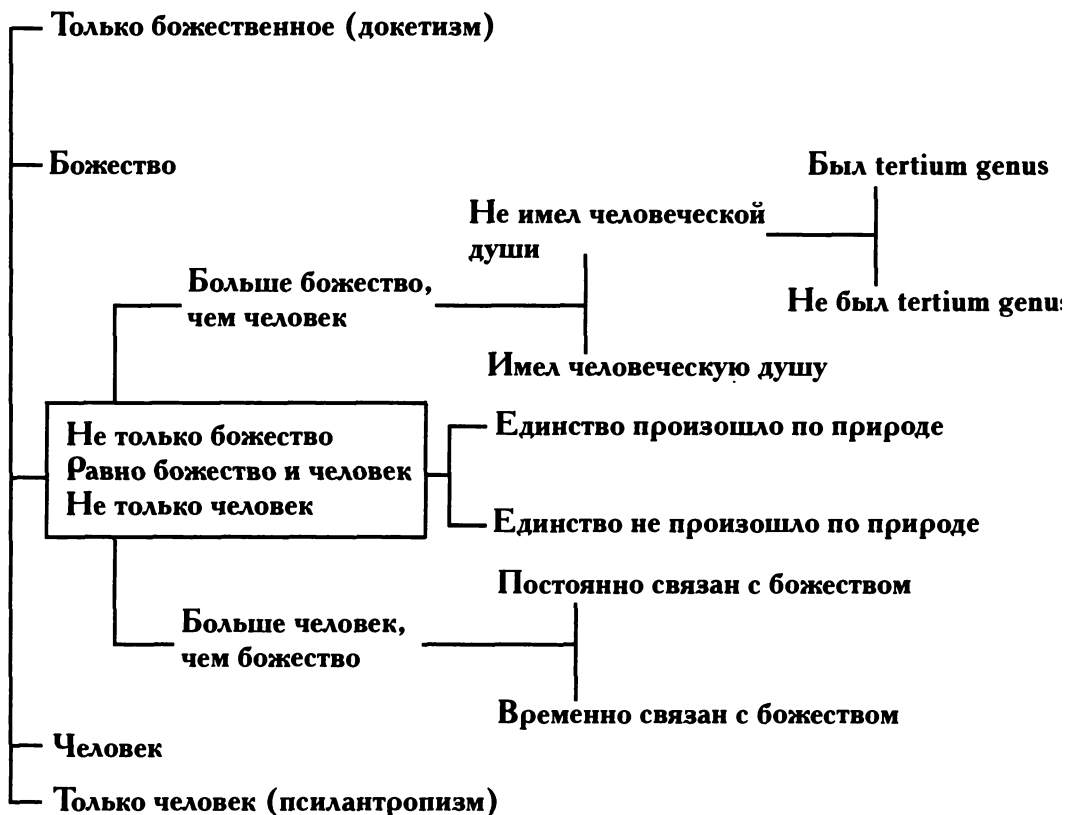 Только божественное (докетизм)
Божество
Был tertium genus
Не имел человеческой
души
Больше божество,
чем человек
Не был tertium genus
Имел человеческую душу
Не только божество
Равно божество и человек
Не только человек
Единство произошло по природе
Единство не произошло по природе
Постоянно связан с божеством
Больше человек,
чем божество
Временно связан с божеством
Человек
Только человек (псилантропизм)